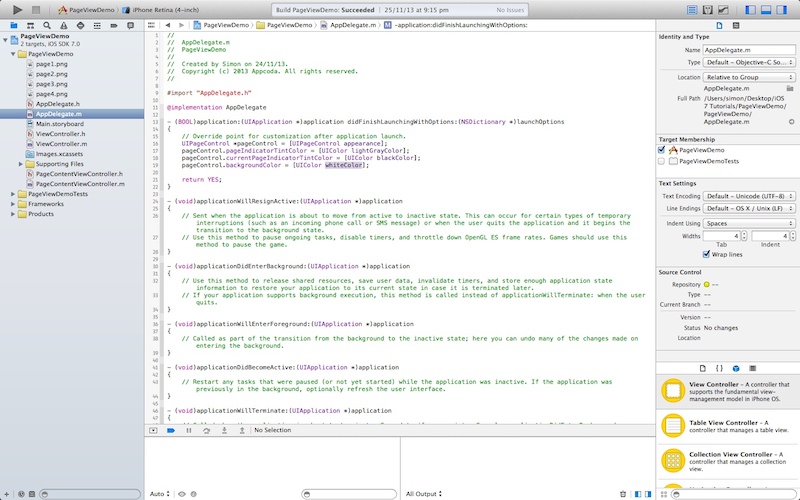 PageViewDemo
iPhone Retina (4-inch)
Build PageViewDemo: Succeeded
25/11/13 at 9:15 pm
PageViewDemo
PageViewDemo
AppDelegate.m
-application:didFinishLaunchingWithOptions:
PageViewDemo
2 targets, iOS SDK 7.0
PageViewDemo
page1.png
page2.png
page3.png
page4.png
AppDelegate.h
AppDelegate.m
Main.storyboard
ViewController.h
ViewController.m
Images.xcassets
Supporting Files
PageContentViewController.h
PageContentViewController.m
PageViewDemoTests
Frameworks
Products
//
// AppDelegate.m
// PageViewDemo
//
// Created by Simon on 24/11/13.
// Copyright (c) 2013 Appcoda. All rights reserved.
//
#import "AppDelegate.h"
@implementation AppDelegate
- (BOOL)application:(UIApplication *)application didFinishLaunchingWithOptions:(NSDictionary *)launchOptions
{
// Override point for customization after application launch.
UIPageControl *pageControl = [UIPageControl appearance];
pageControl.pageIndicatorTintColor = [UIColor lightGrayColor];
pageControl.currentPageIndicatorTintColor = [UIColor blackColor];
pageControl.backgroundColor = [UIColor whiteColor];
return YES;
}
- (void)applicationWillResignActive:(UIApplication *)application
{
// Sent when the application is about to move from active to inactive state. This can occur for certain types of temporary
interruptions (such as an incoming phone call or SMS message) or when the user quits the application and it begins the
transition to the background state.
// Use this method to pause ongoing tasks, disable timers, and throttle down OpenGL ES frame rates. Games should use this
method to pause the game.
}
- (void)applicationDidEnterBackground:(UIApplication *)application
{
// Use this method to release shared resources, save user data, invalidate timers, and store enough application state
information to restore your application to its current state in case it is terminated later.
// If your application supports background execution, this method is called instead of applicationWillTerminate: when the user
quits.
}
- (void)applicationWillEnterForeground:(UIApplication *)application
{
// Called as part of the transition from the background to the inactive state; here you can undo many of the changes made on
entering the background.
}
- (void)applicationDidBecomeActive:(UIApplication *)application
{
// Restart any tasks that were paused (or not yet started) while the application was inactive. If the application was
previously in the background, optionally refresh the user interface.
}
- (void)applicationWillTerminate:(UIApplication *)application
{
No Selection
Auto
All Output
Identity and Type
Name AppDelegate.m
Type Default - Objective-C So...
Location Relative to Group
AppDelegate.m
Full Path /Users/simon/Desktop/iOS
7 Tutorials/PageViewDemo/
PageViewDemo/
AppDelegate.m
Target Membership
PageViewDemo
PageViewDemoTests
Text Settings
Text Encoding Default - Unicode (UTF-8)
Line Endings Default - OS X / Unix (LF)
Indent Using Spaces
Widths 4 4
Tab Indent
Wrap lines
Source Control
Repository --
Type --
Current Branch --
Version --
Status No changes
Location
View Controller - A controller that
supports the fundamental view-
management model in iPhone OS.
Table View Controller - A
controller that manages a table view.
Collection View Controller - A
controller that manages a collection
view.